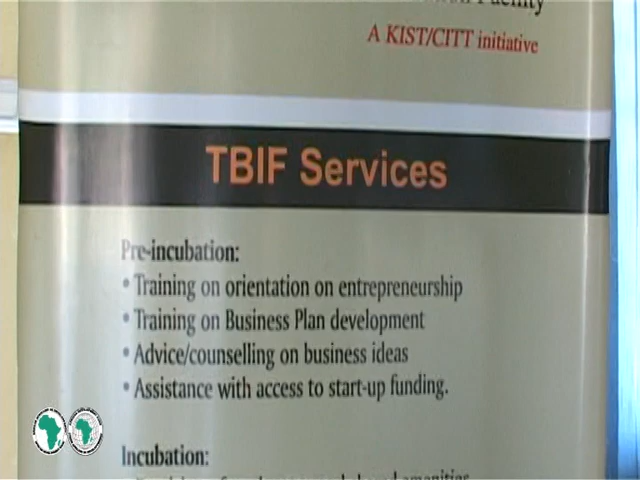 Facility
A KIST/CITT initiative
TBIF Services
Pre-incubation:
• Training on orientation on entrepreneurship
• Training on Business Plan development
• Advice/counselling on business ideas
• Assistance with access to start-up funding.
Incubation: